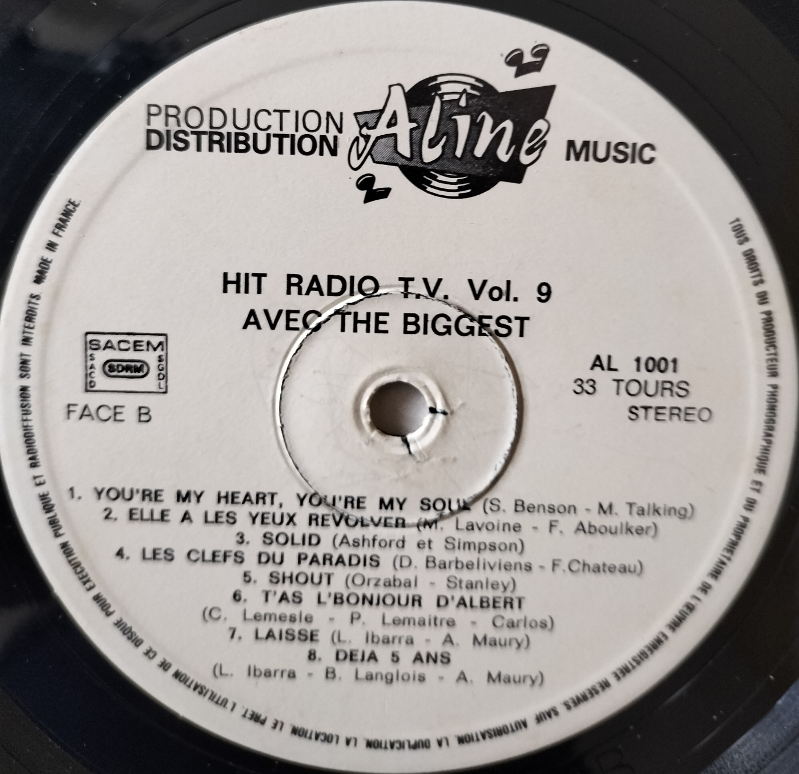 PRODUCTION
DISTRIBUTION
Aline
MUSIC
HIT RADIO T.V. Vol. 9
AVEC THE BIGGEST
SACEM
SACD
SDRM
SGDL
FACE B
AL 1001
33 TOURS
STEREO
1. YOU'RE MY HEART, YOU'RE MY SOUL (S. Benson - M. Talking)
2. ELLE A LES YEUX REVOLVER (M. Lavoine - F. Aboulker)
3. SOLID (Ashford et Simpson)
4. LES CLEFS DU PARADIS (D. Barbeliviens - F.Chateau)
5. SHOUT (Orzabal - Stanley)
6. T'AS L'BONJOUR D'ALBERT
(C. Lemesle - P. Lemaitre - Carlos)
7. LAISSE (L. Ibarra - A. Maury)
8. DEJA 5 ANS
(L. Ibarra - B. Langlois - A. Maury)
TOUS DROITS DU PRODUCTEUR PHONOGRAPHIQUE ET DU PROPRIETAIRE DE L'ŒUVRE ENREGISTREE RESERVES. SAUF AUTORISATION, LA DUPLICATION, LA LOCATION, LE PRET, L'UTILISATION DE CE DISQUE POUR EXECUTION PUBLIQUE ET RADIODIFFUSION SONT INTERDITS. MADE IN FRANCE.